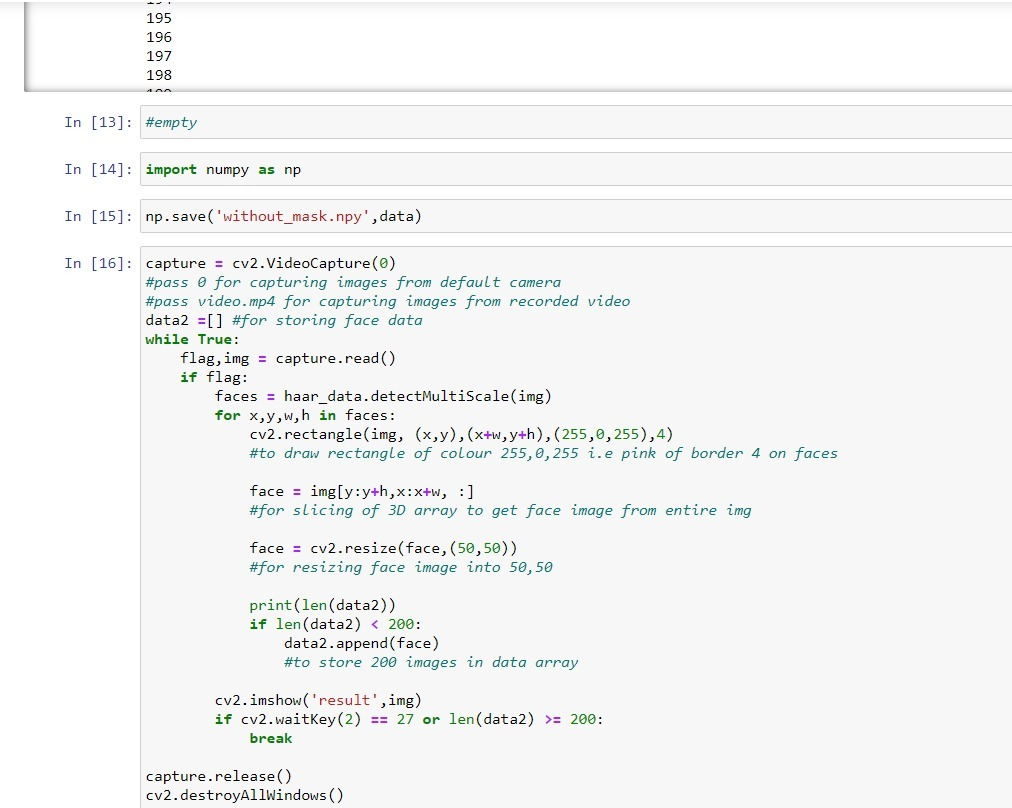 195
196
197
198
In [13]: #empty
In [14]: import numpy as np
In [15]: np.save('without_mask.npy',data)
In [16]: capture = cv2.VideoCapture(0)
#pass 0 for capturing images from default camera
#pass video.mp4 for capturing images from recorded video
data2 =[] #for storing face data
while True:
    flag,img = capture.read()
    if flag:
        faces = haar_data.detectMultiScale(img)
        for x,y,w,h in faces:
            cv2.rectangle(img, (x,y),(x+w,y+h),(255,0,255),4)
            #to draw rectangle of colour 255,0,255 i.e pink of border 4 on faces
            face = img[y:y+h,x:x+w, :]
            #for slicing of 3D array to get face image from entire img
            face = cv2.resize(face,(50,50))
            #for resizing face image into 50,50
            print(len(data2))
            if len(data2) < 200:
                data2.append(face)
                #to store 200 images in data array
        cv2.imshow('result',img)
        if cv2.waitKey(2) == 27 or len(data2) >= 200:
            break
capture.release()
cv2.destroyAllWindows()